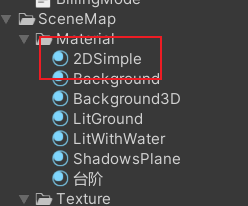 BillingMode
SceneMap
Material
2DSimple
Background
Background3D
LitGround
LitWithWater
ShadowsPlane
台阶
Texture